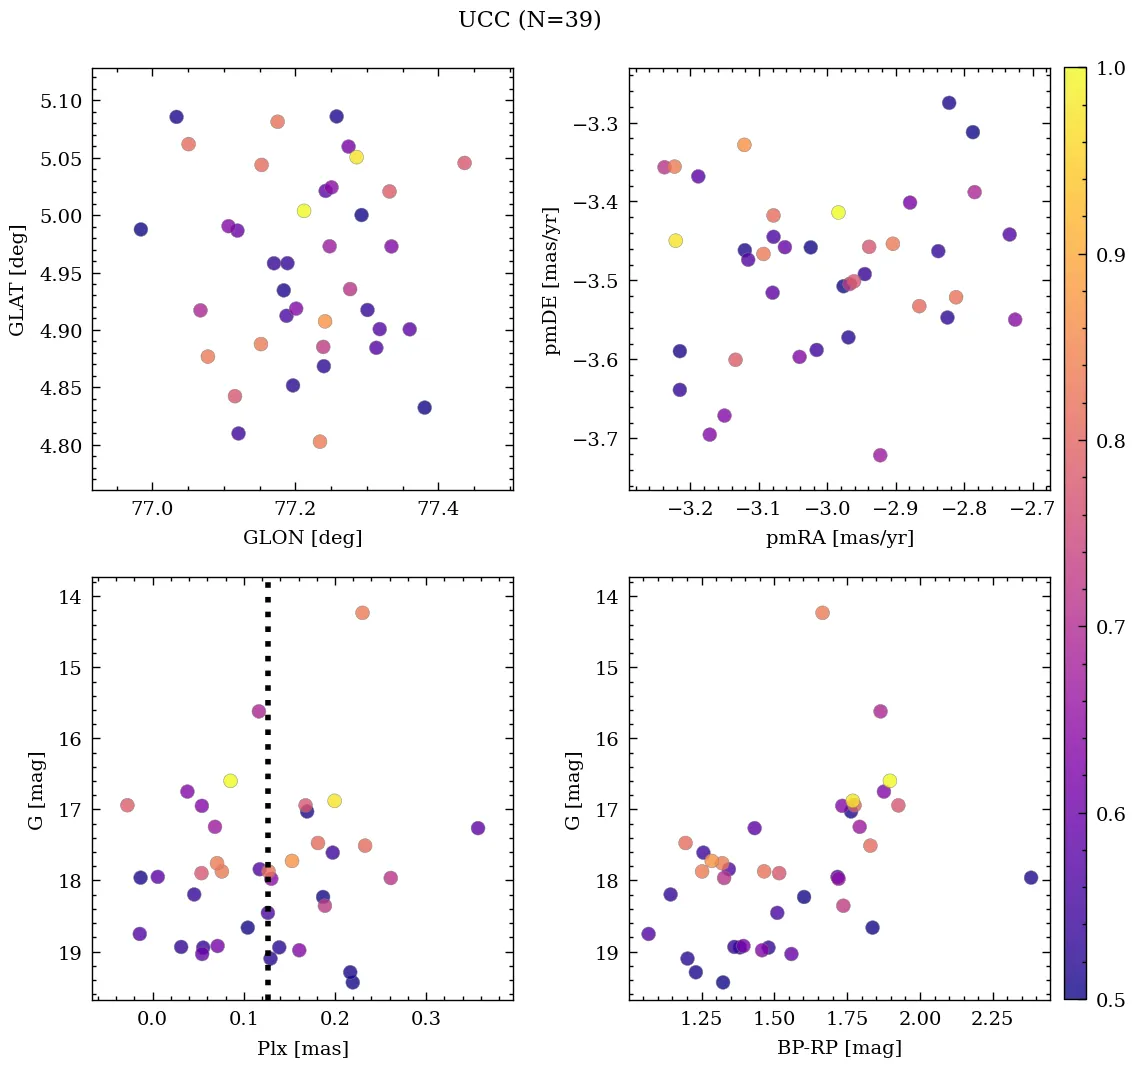 UCC (N=39)
5.10
5.05
5.00
4.95
4.90
4.85
4.80
GLAT [deg]
77.0 77.2 77.4
GLON [deg]
−3.3
−3.4
−3.5
−3.6
−3.7
pmDE [mas/yr]
−3.2 −3.1 −3.0 −2.9 −2.8 −2.7
pmRA [mas/yr]
14
15
16
17
18
19
G [mag]
0.0 0.1 0.2 0.3
Plx [mas]
14
15
16
17
18
19
G [mag]
1.25 1.50 1.75 2.00 2.25
BP-RP [mag]
1.0
0.9
0.8
0.7
0.6
0.5